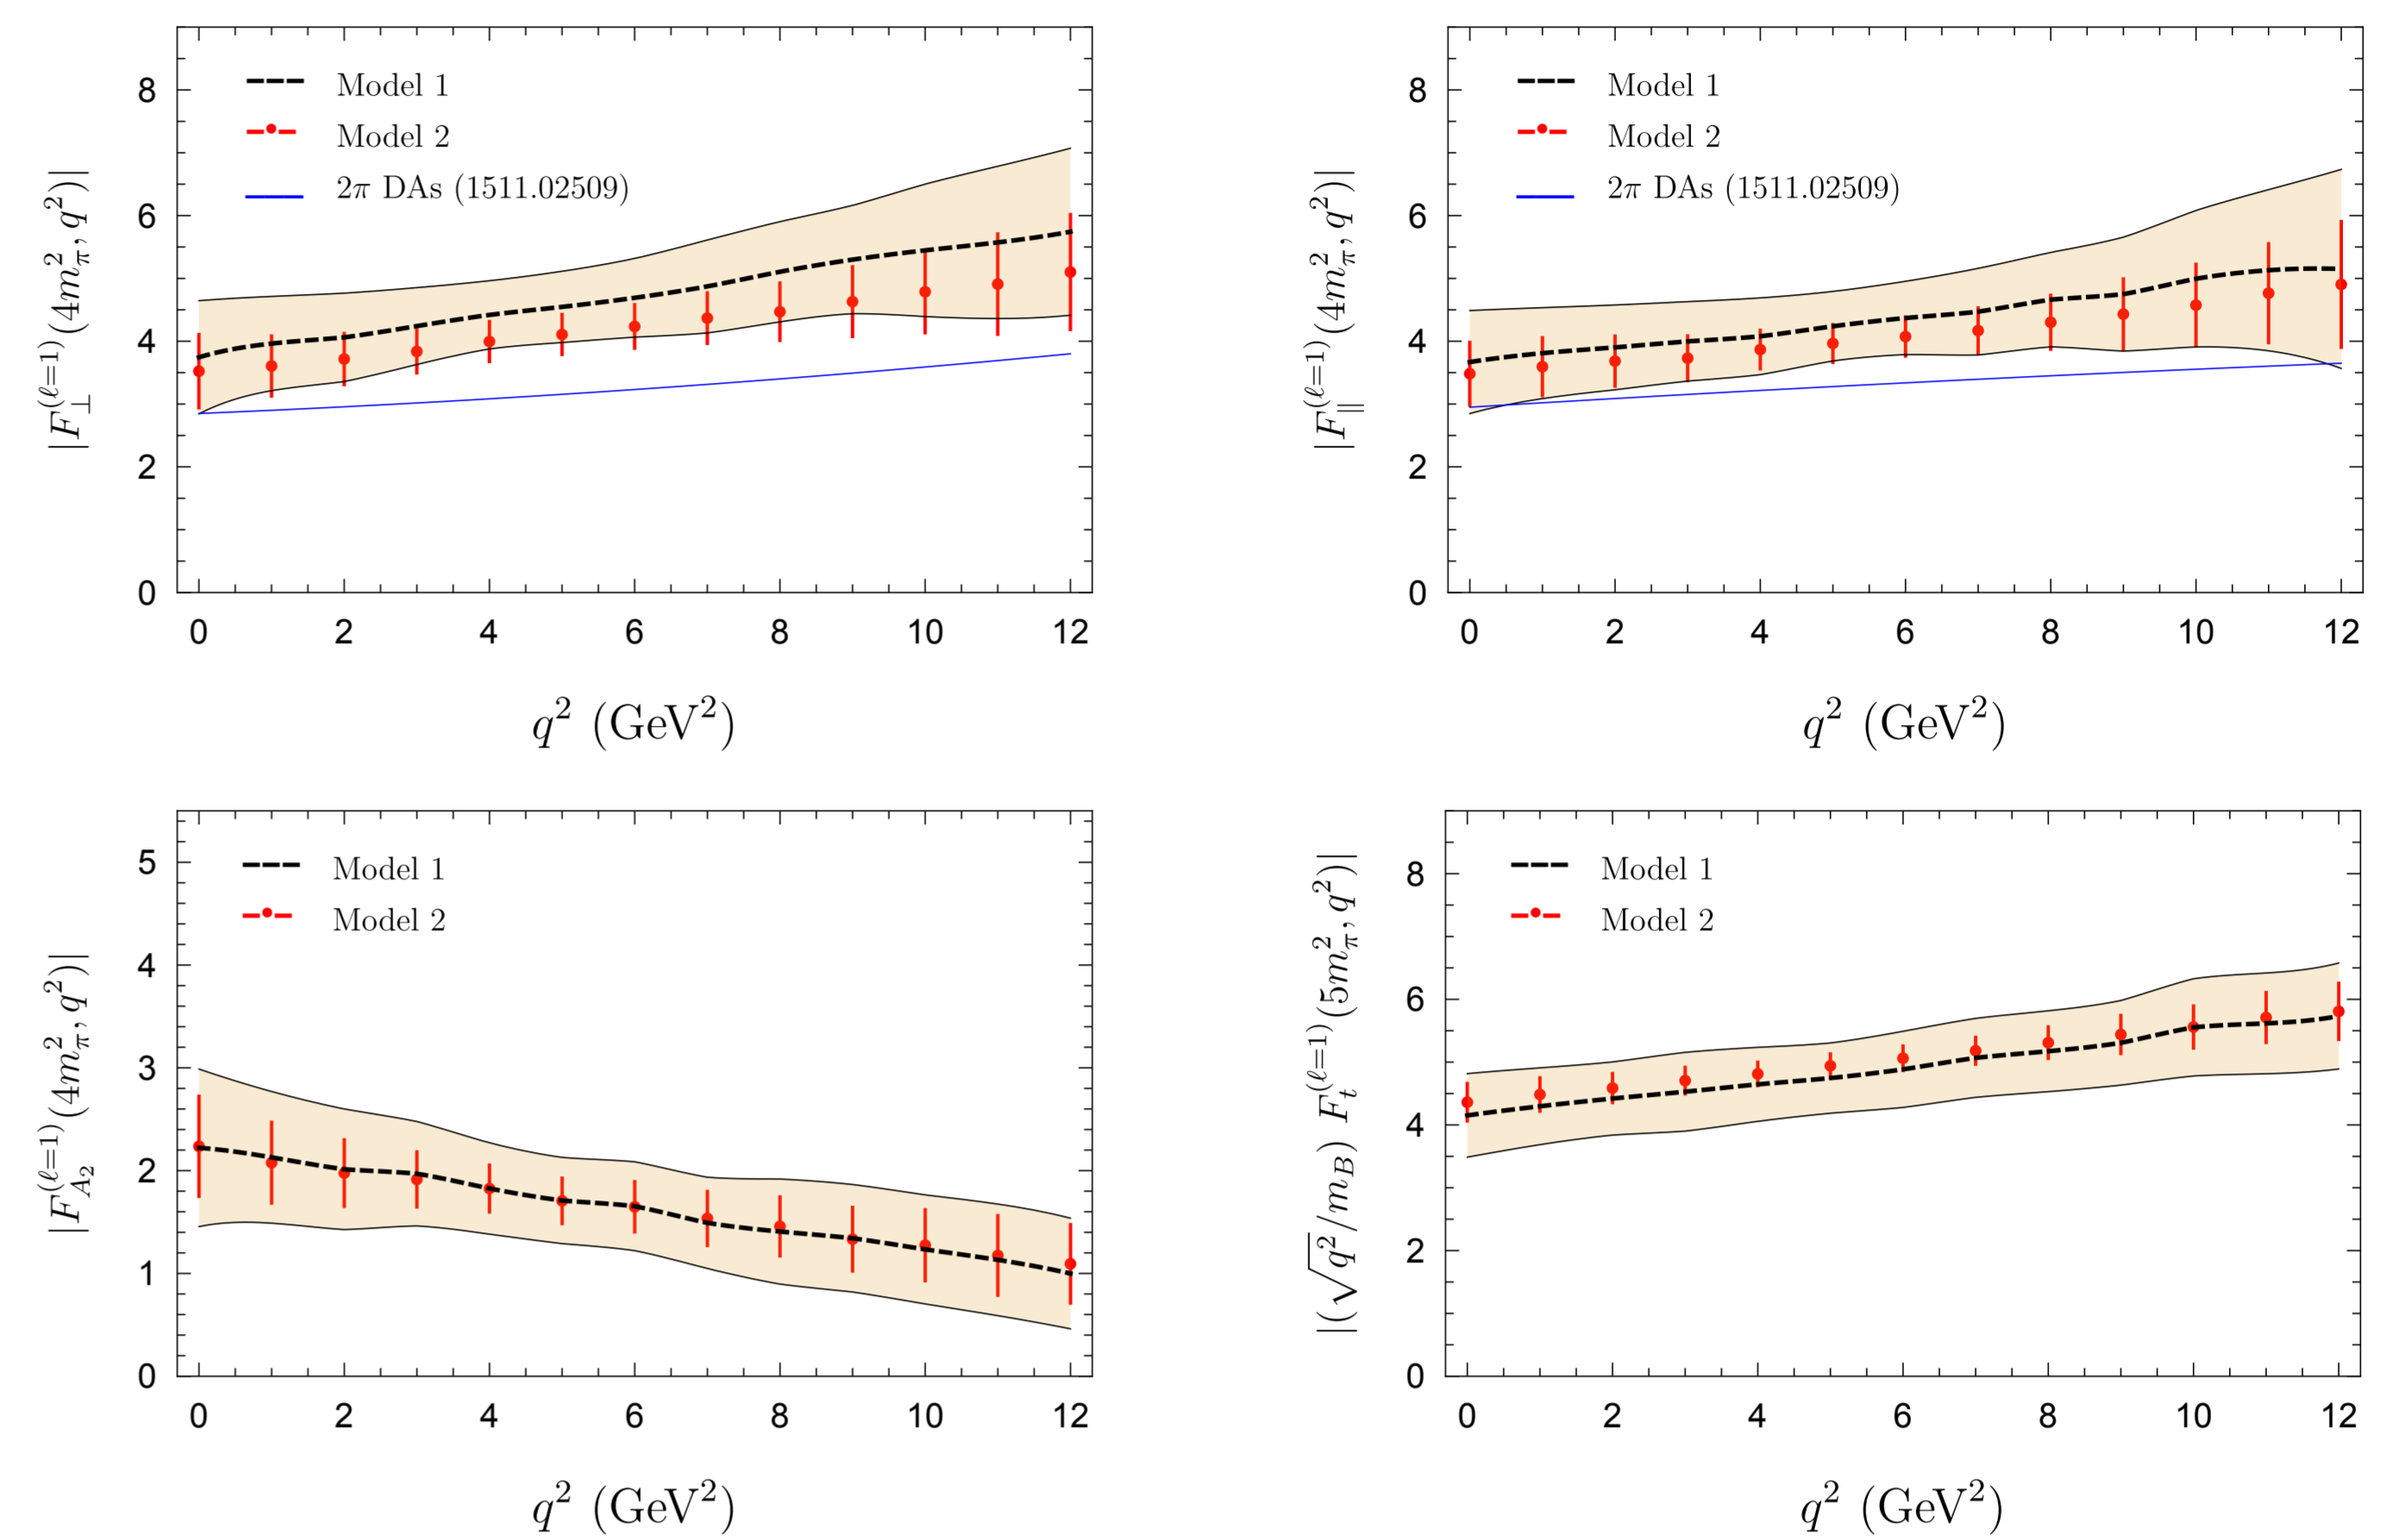 |F_⊥^{(ℓ=1)}(4m_π^2, q^2)|
8
6
4
2
0
Model 1
Model 2
2π DAs (1511.02509)
0 2 4 6 8 10 12
q^2 (GeV^2)
|F_∥^{(ℓ=1)}(4m_π^2, q^2)|
8
6
4
2
0
Model 1
Model 2
2π DAs (1511.02509)
0 2 4 6 8 10 12
q^2 (GeV^2)
|F_{A_2}^{(ℓ=1)}(4m_π^2, q^2)|
5
4
3
2
1
0
Model 1
Model 2
0 2 4 6 8 10 12
q^2 (GeV^2)
|(√q^2/m_B) F_t^{(ℓ=1)}(5m_π^2, q^2)|
8
6
4
2
0
Model 1
Model 2
0 2 4 6 8 10 12
q^2 (GeV^2)